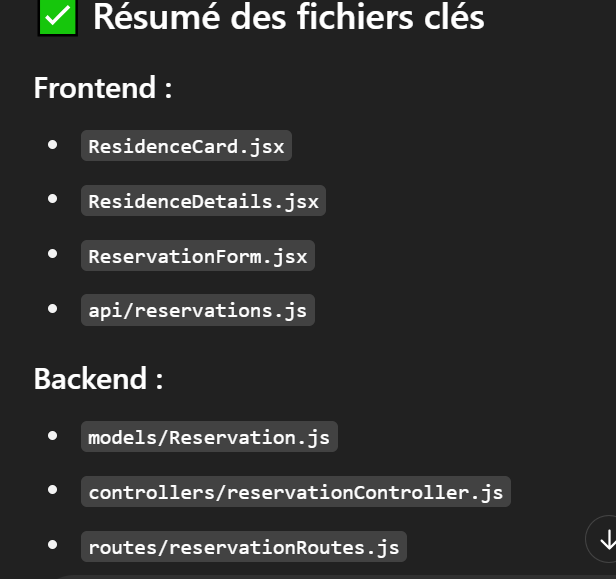 ✅ Résumé des fichiers clés
Frontend :
• ResidenceCard.jsx
• ResidenceDetails.jsx
• ReservationForm.jsx
• api/reservations.js
Backend :
• models/Reservation.js
• controllers/reservationController.js
• routes/reservationRoutes.js